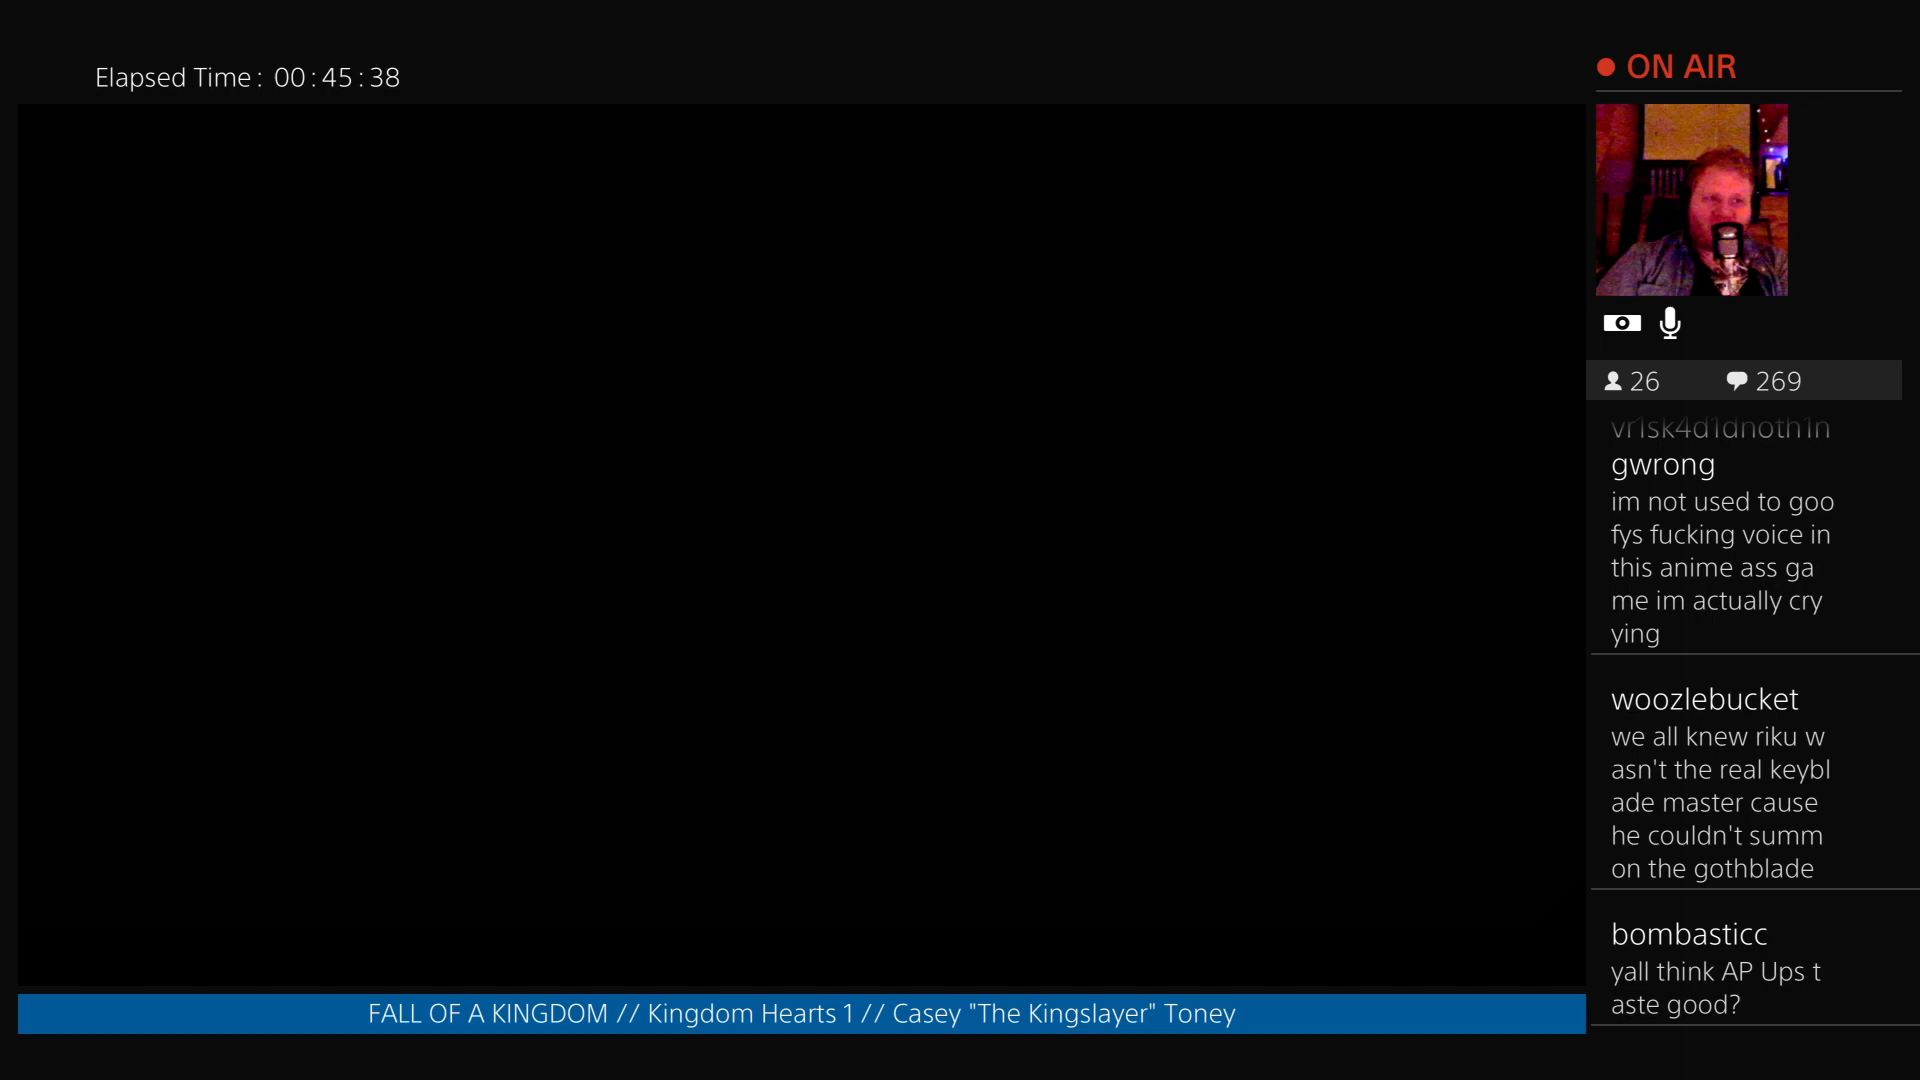 Elapsed Time: 00:45:38
ON AIR
26 269
vr1sk4d1dnoth1n
gwrong
im not used to goo
fys fucking voice in
this anime ass ga
me im actually cry
ying
woozlebucket
we all knew riku w
asn't the real keybl
ade master cause
he couldn't summ
on the gothblade
bombasticc
yall think AP Ups t
aste good?
FALL OF A KINGDOM // Kingdom Hearts 1 // Casey "The Kingslayer" Toney